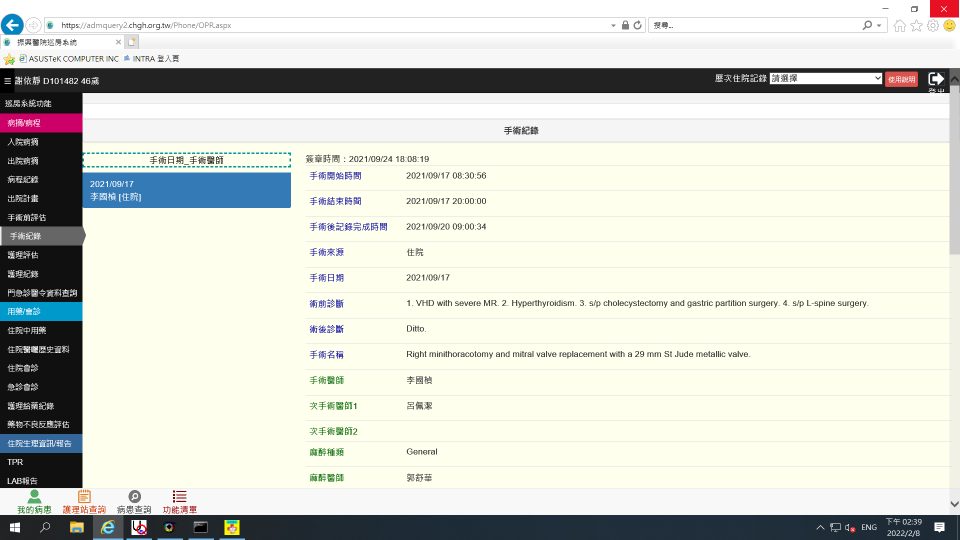 https://admquery2.chgh.org.tw/Phone/OPR.aspx
搜尋...
振興醫院巡房系統
ASUSTeK COMPUTER INC
INTRA 登入頁
謝依靜 D101482 46歲
歷次住院記錄
請選擇
使用說明
登出
巡房系統功能
病摘/病程
入院病摘
出院病摘
病程紀錄
出院計畫
手術前評估
手術紀錄
護理評估
護理紀錄
門急診醫令資料查詢
用藥/會診
住院中用藥
住院醫囑歷史資料
住院會診
急診會診
護理給藥紀錄
藥物不良反應評估
住院生理資訊/報告
TPR
LAB報告
手術紀錄
手術日期_手術醫師
2021/09/17
李國楨 [住院]
簽章時間：2021/09/24 18:08:19
手術開始時間 2021/09/17 08:30:56
手術結束時間 2021/09/17 20:00:00
手術後記錄完成時間 2021/09/20 09:00:34
手術來源 住院
手術日期 2021/09/17
術前診斷 1. VHD with severe MR. 2. Hyperthyroidism. 3. s/p cholecystectomy and gastric partition surgery. 4. s/p L-spine surgery.
術後診斷 Ditto.
手術名稱 Right minithoracotomy and mitral valve replacement with a 29 mm St Jude metallic valve.
手術醫師 李國楨
次手術醫師1 呂佩潔
次手術醫師2
麻醉種類 General
麻醉醫師 郭舒華
我的病患 護理站查詢 病患查詢 功能清單
ENG
下午 02:39
2022/2/8